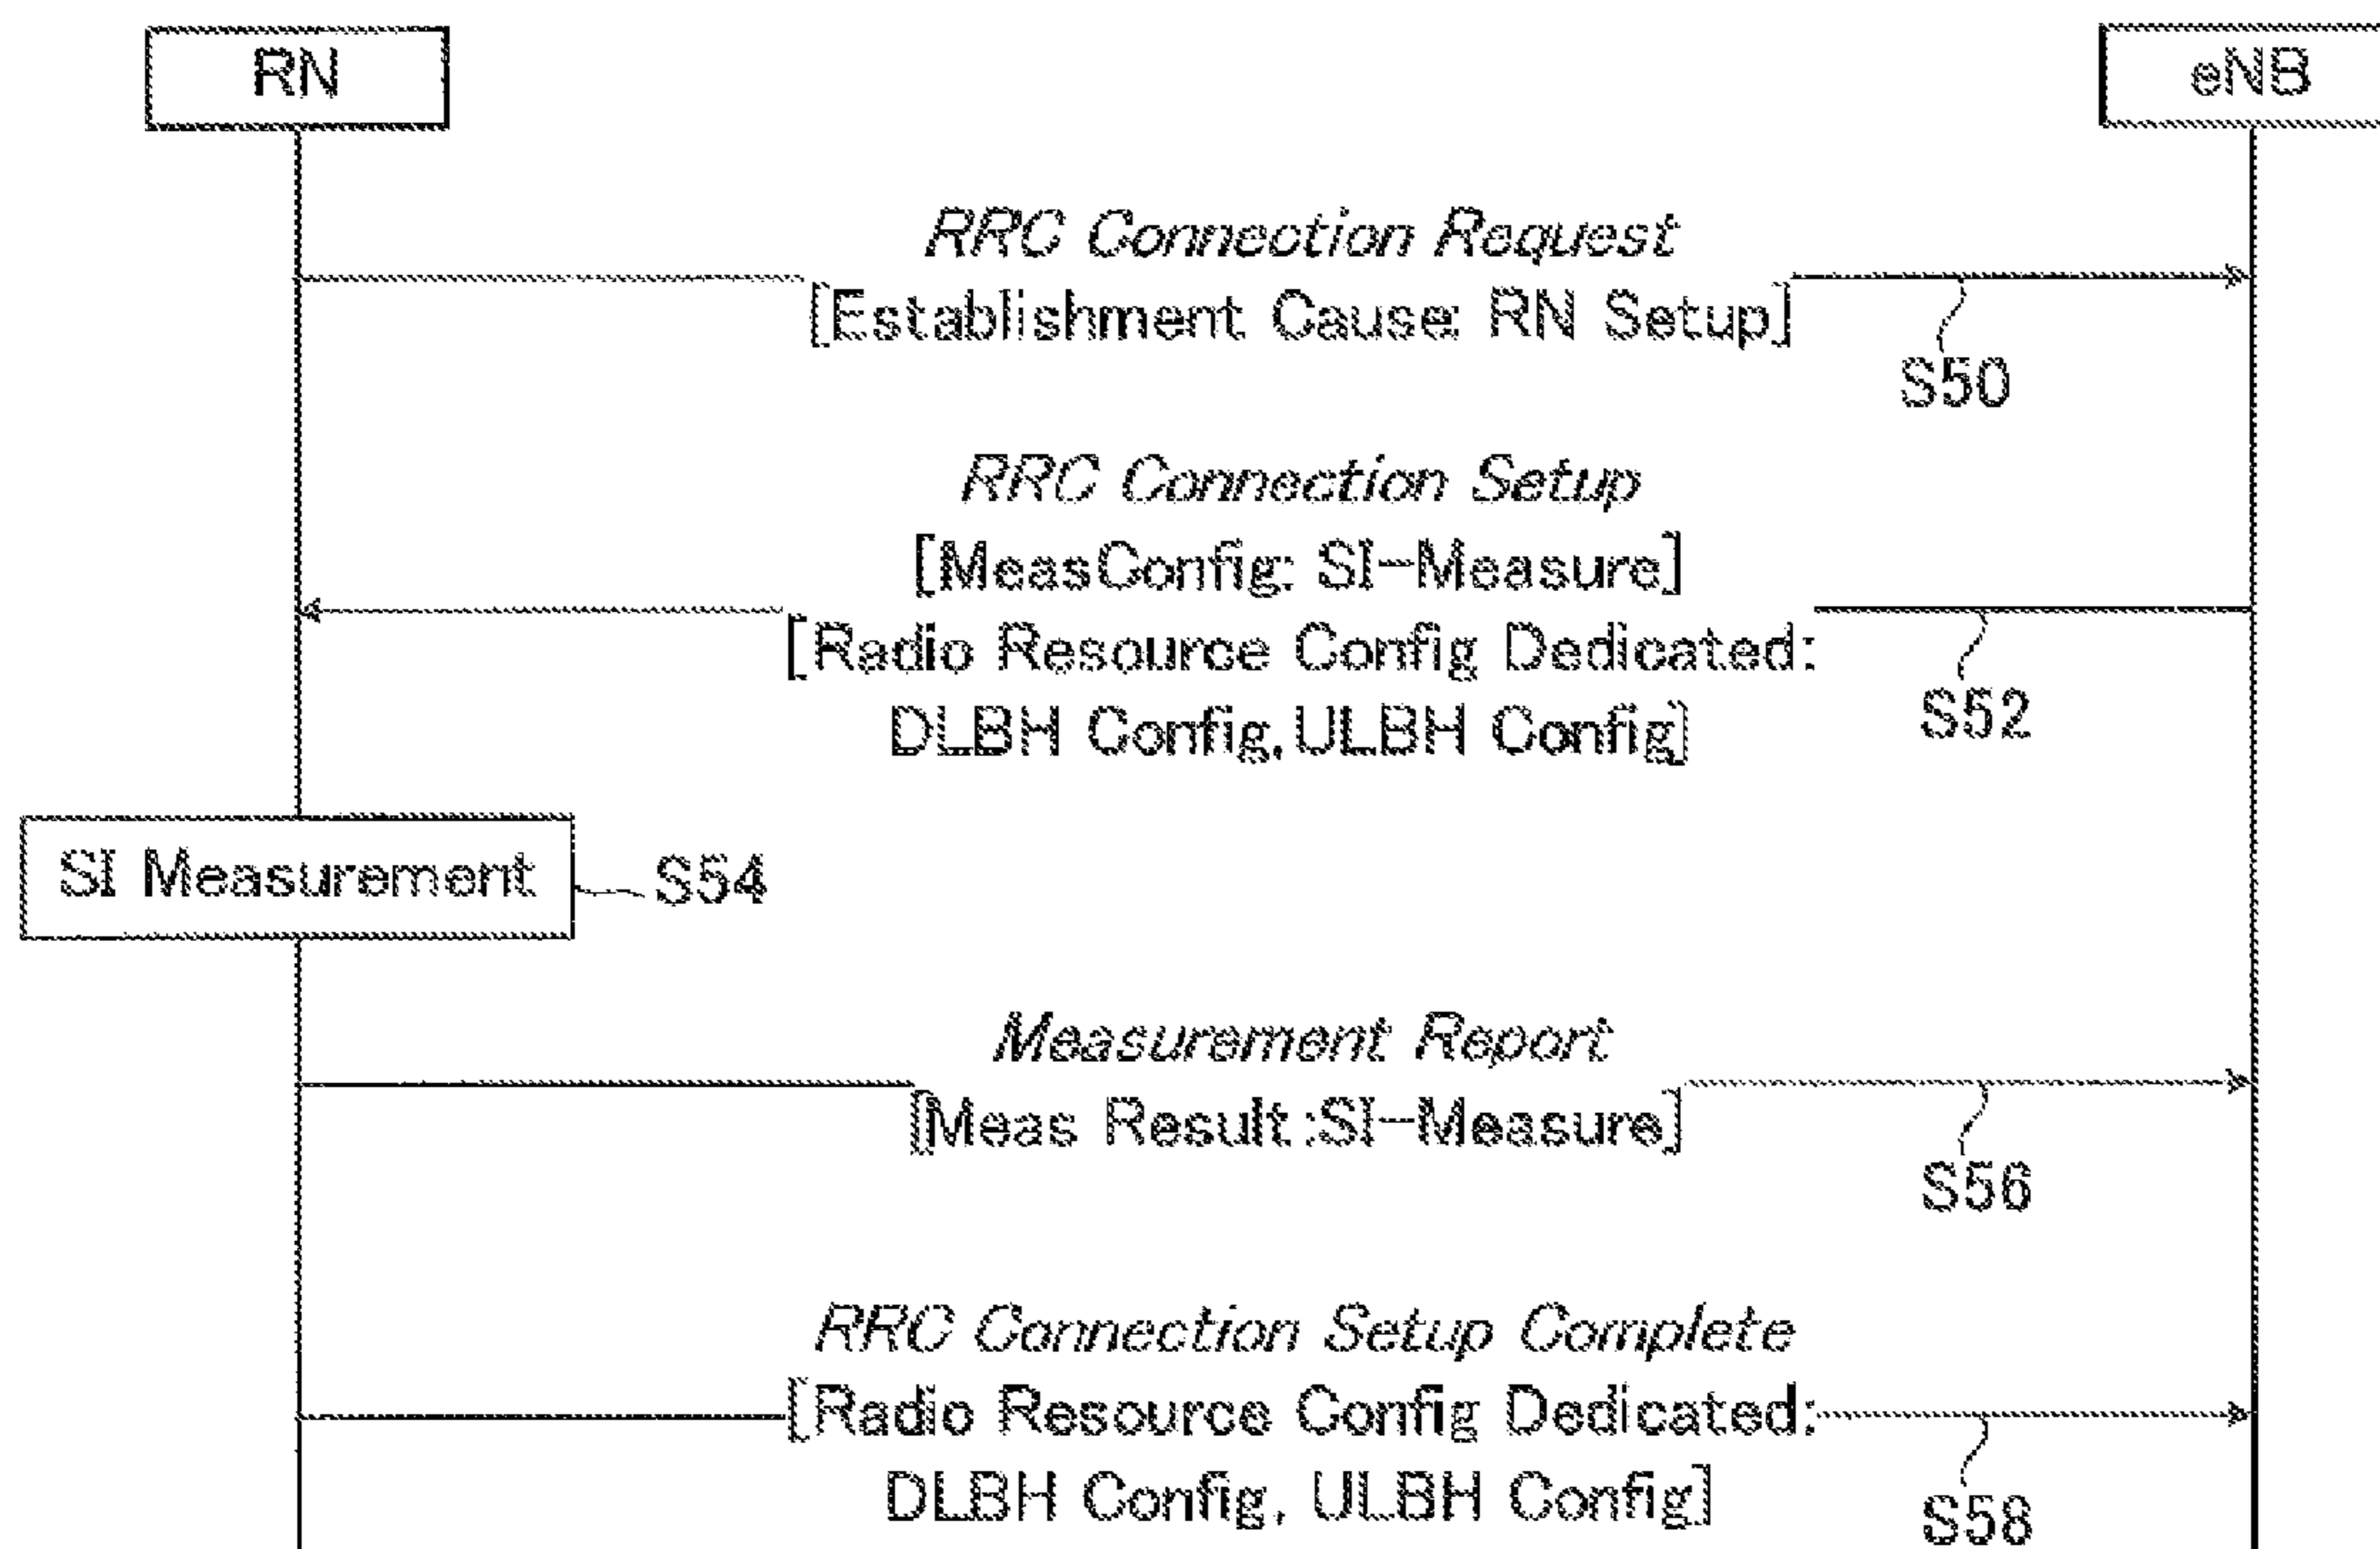 RN
eNB
RRC Connection Request
[Establishment Cause: RN Setup]
S50
RRC Connection Setup
[MeasConfig: SI-Measure]
[Radio Resource Config Dedicated:
DLBH Config, ULBH Config]
S52
SI Measurement
S54
Measurement Report
[Meas Result :SI-Measure]
S56
RRC Connection Setup Complete
[Radio Resource Config Dedicated:
DLBH Config, ULBH Config]
S58